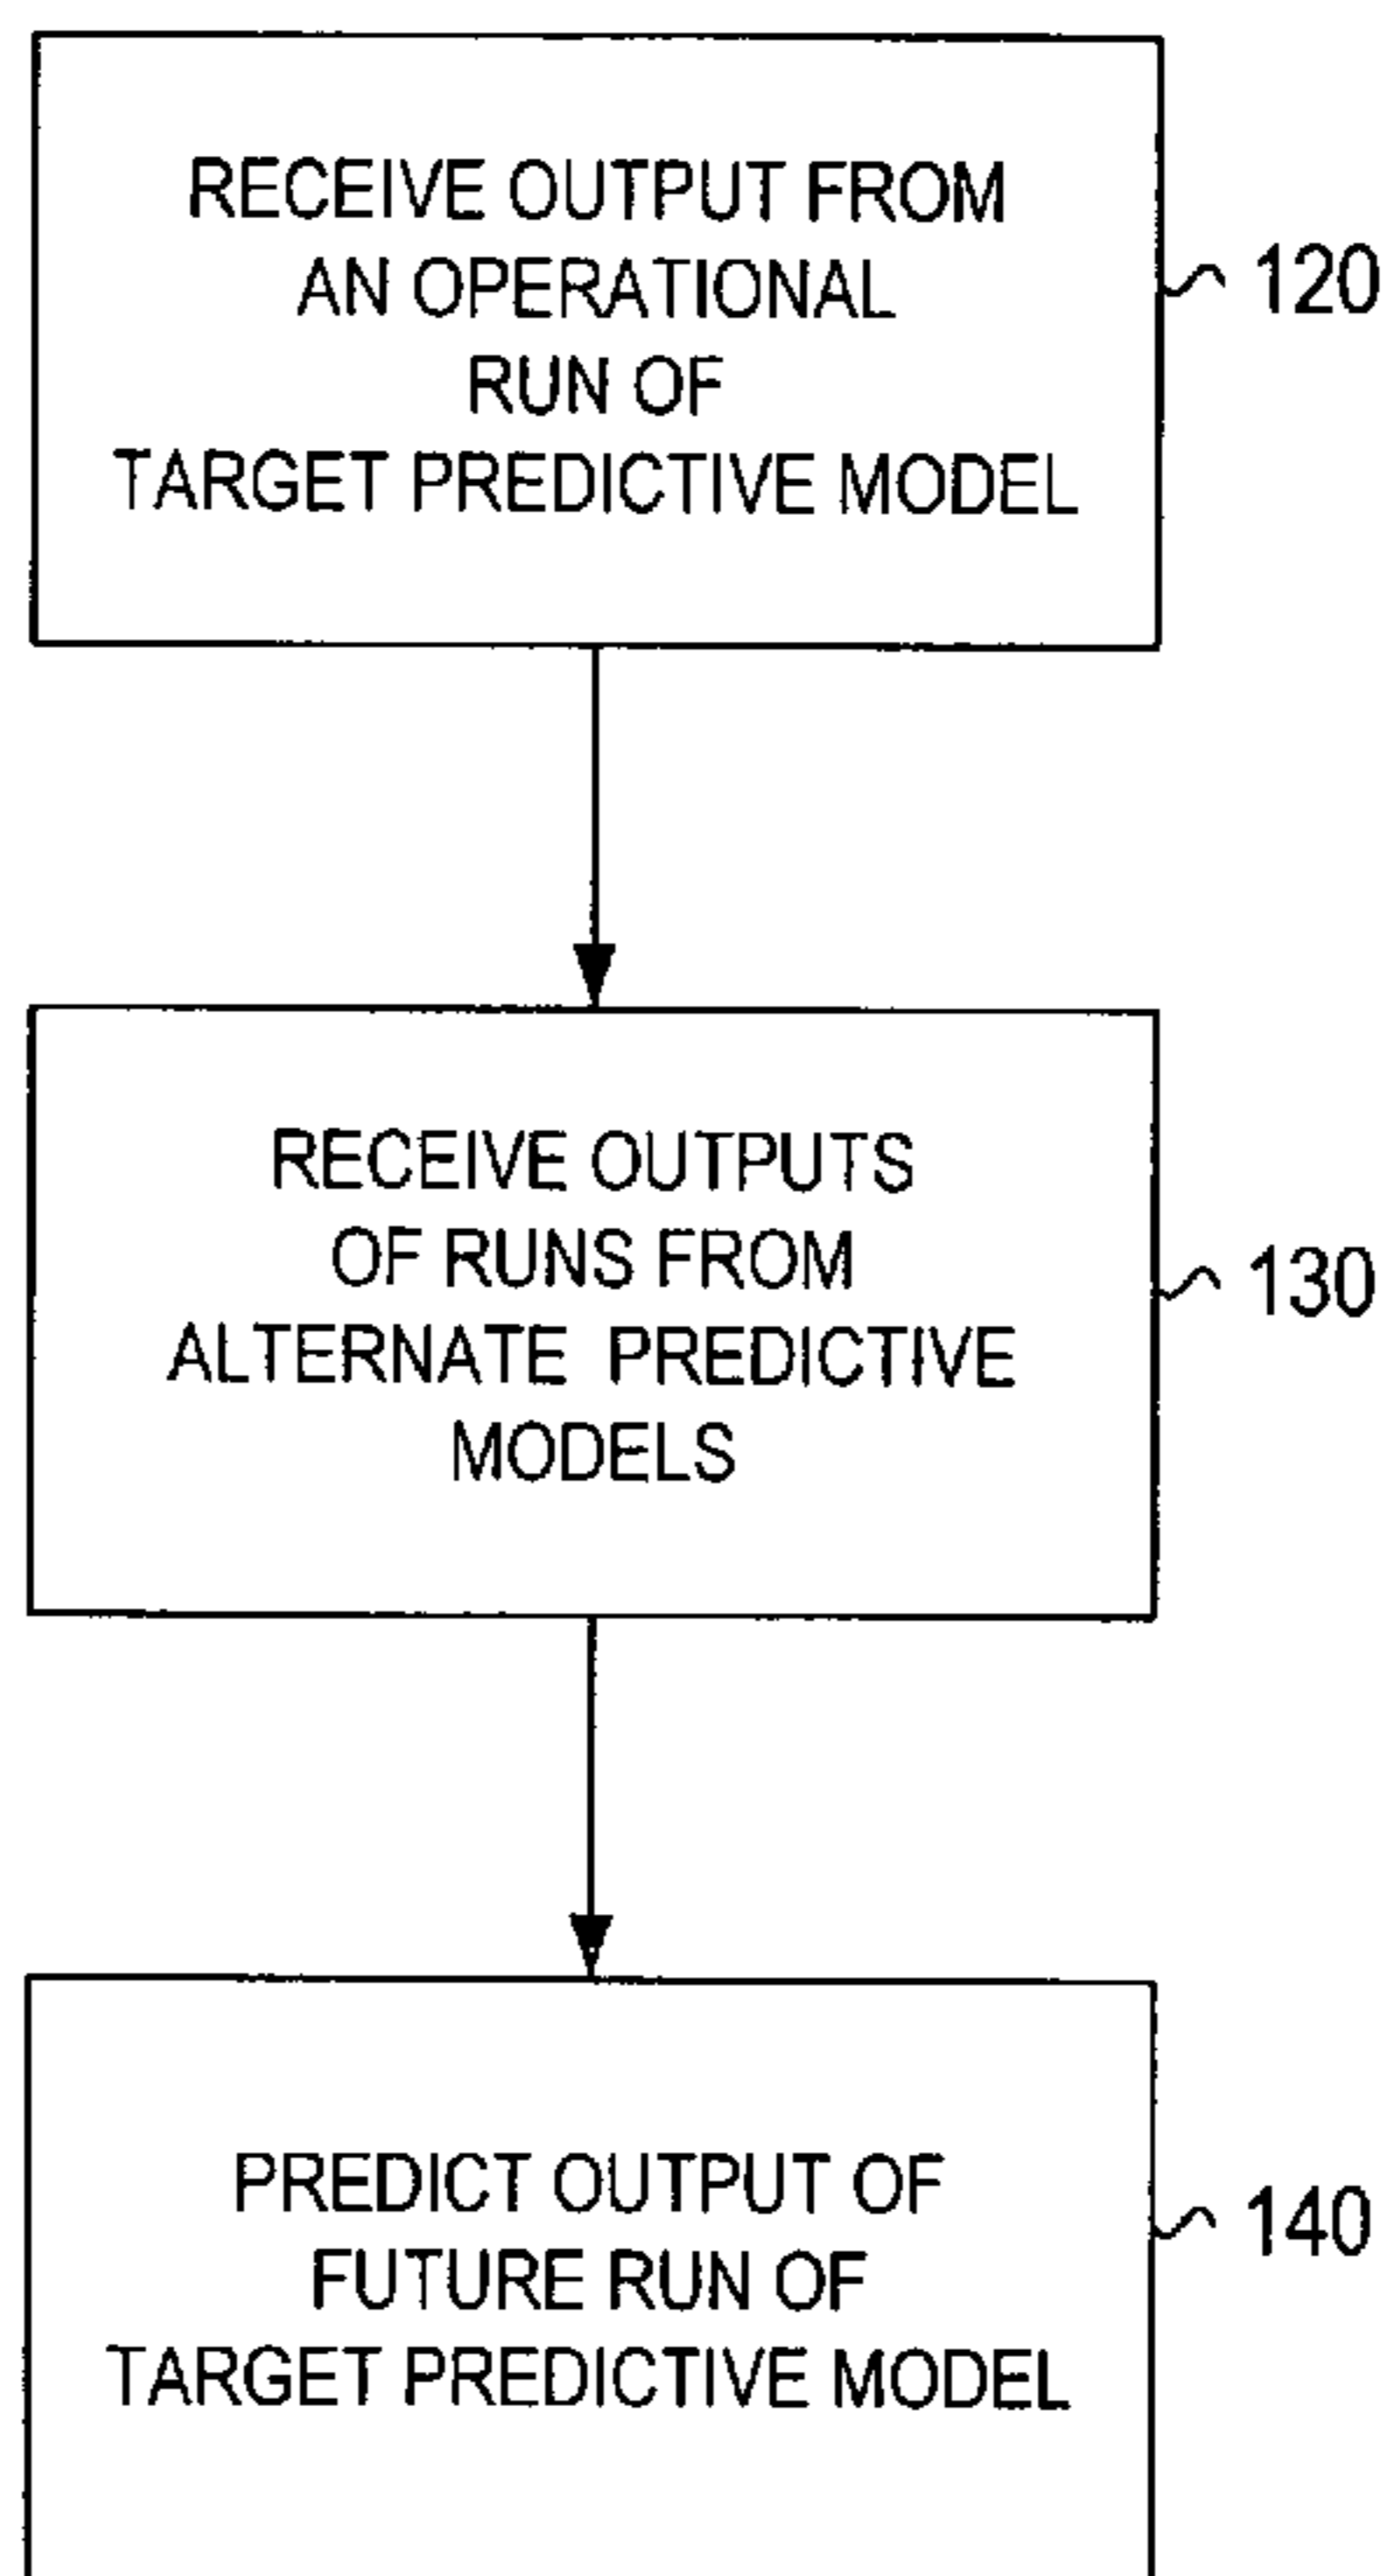 RECEIVE OUTPUT FROM
AN OPERATIONAL
RUN OF
TARGET PREDICTIVE MODEL
120
RECEIVE OUTPUTS
OF RUNS FROM
ALTERNATE PREDICTIVE
MODELS
130
PREDICT OUTPUT OF
FUTURE RUN OF
TARGET PREDICTIVE MODEL
140